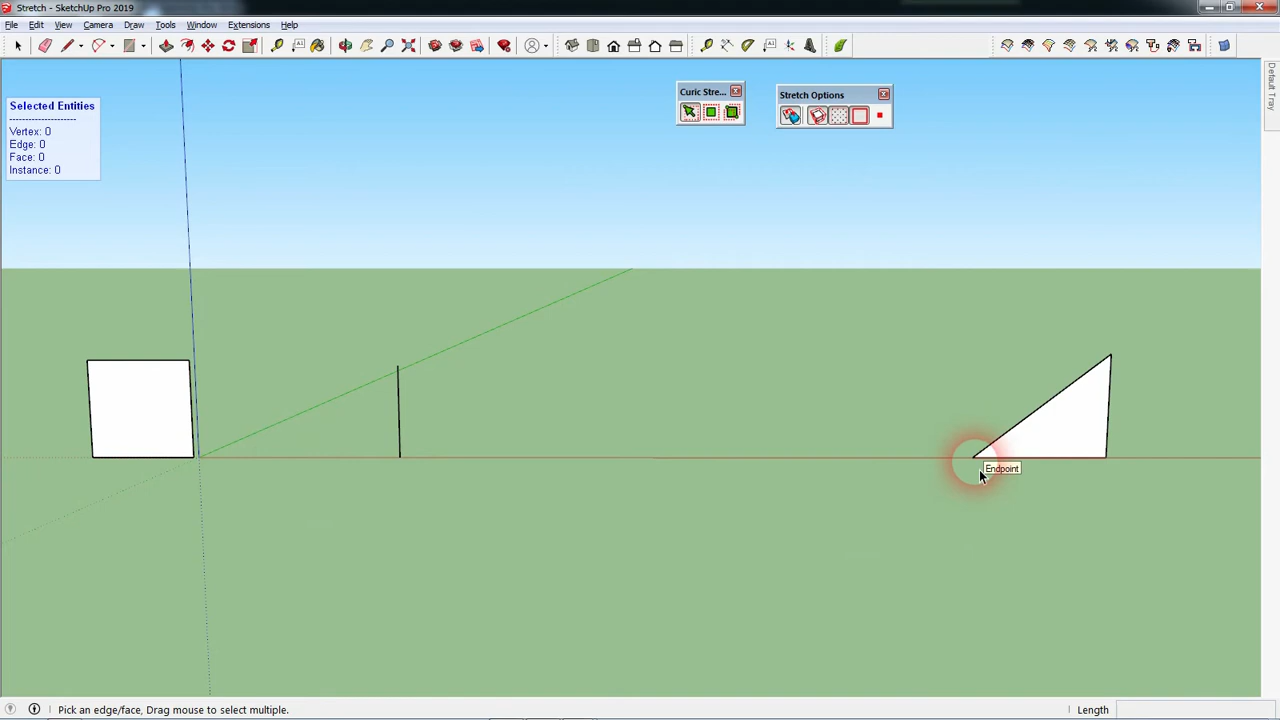 Stretch - SketchUp Pro 2019
File Edit View Camera Draw Tools Window Extensions Help
Selected Entities
--------------------
Vertex: 0
Edge: 0
Face: 0
Instance: 0
Curic Stre...
Stretch Options
Default Tray
Endpoint
Pick an edge/face, Drag mouse to select multiple.
Length